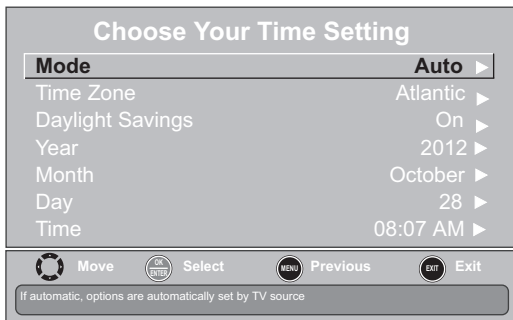 Choose Your Time Setting
Mode Auto
Time Zone Atlantic
Daylight Savings On
Year 2012
Month October
Day 28
Time 08:07 AM
Move OK ENTER Select MENU Previous EXIT Exit
If automatic, options are automatically set by TV source